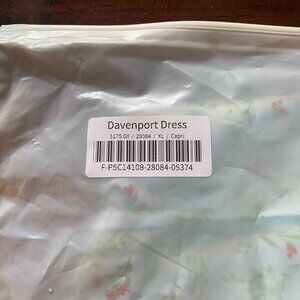 Davenport Dress
$175.00 / 28084 / XL / Capri
F-P5C14108-28084-05374